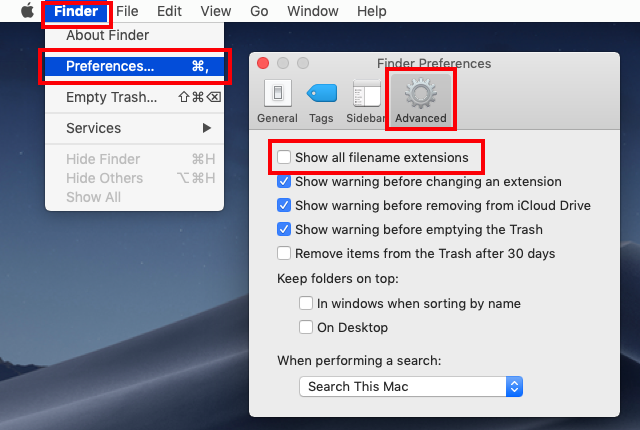 Finder File Edit View Go Window Help
About Finder
Preferences... ⌘,
Empty Trash... ⇧⌘⌫
Services ▶
Hide Finder ⌘H
Hide Others ⌥⌘H
Show All
Finder Preferences
General Tags Sidebar Advanced
Show all filename extensions
Show warning before changing an extension
Show warning before removing from iCloud Drive
Show warning before emptying the Trash
Remove items from the Trash after 30 days
Keep folders on top:
In windows when sorting by name
On Desktop
When performing a search:
Search This Mac